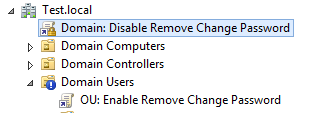 Test.local
Domain: Disable Remove Change Password
Domain Computers
Domain Controllers
Domain Users
OU: Enable Remove Change Password